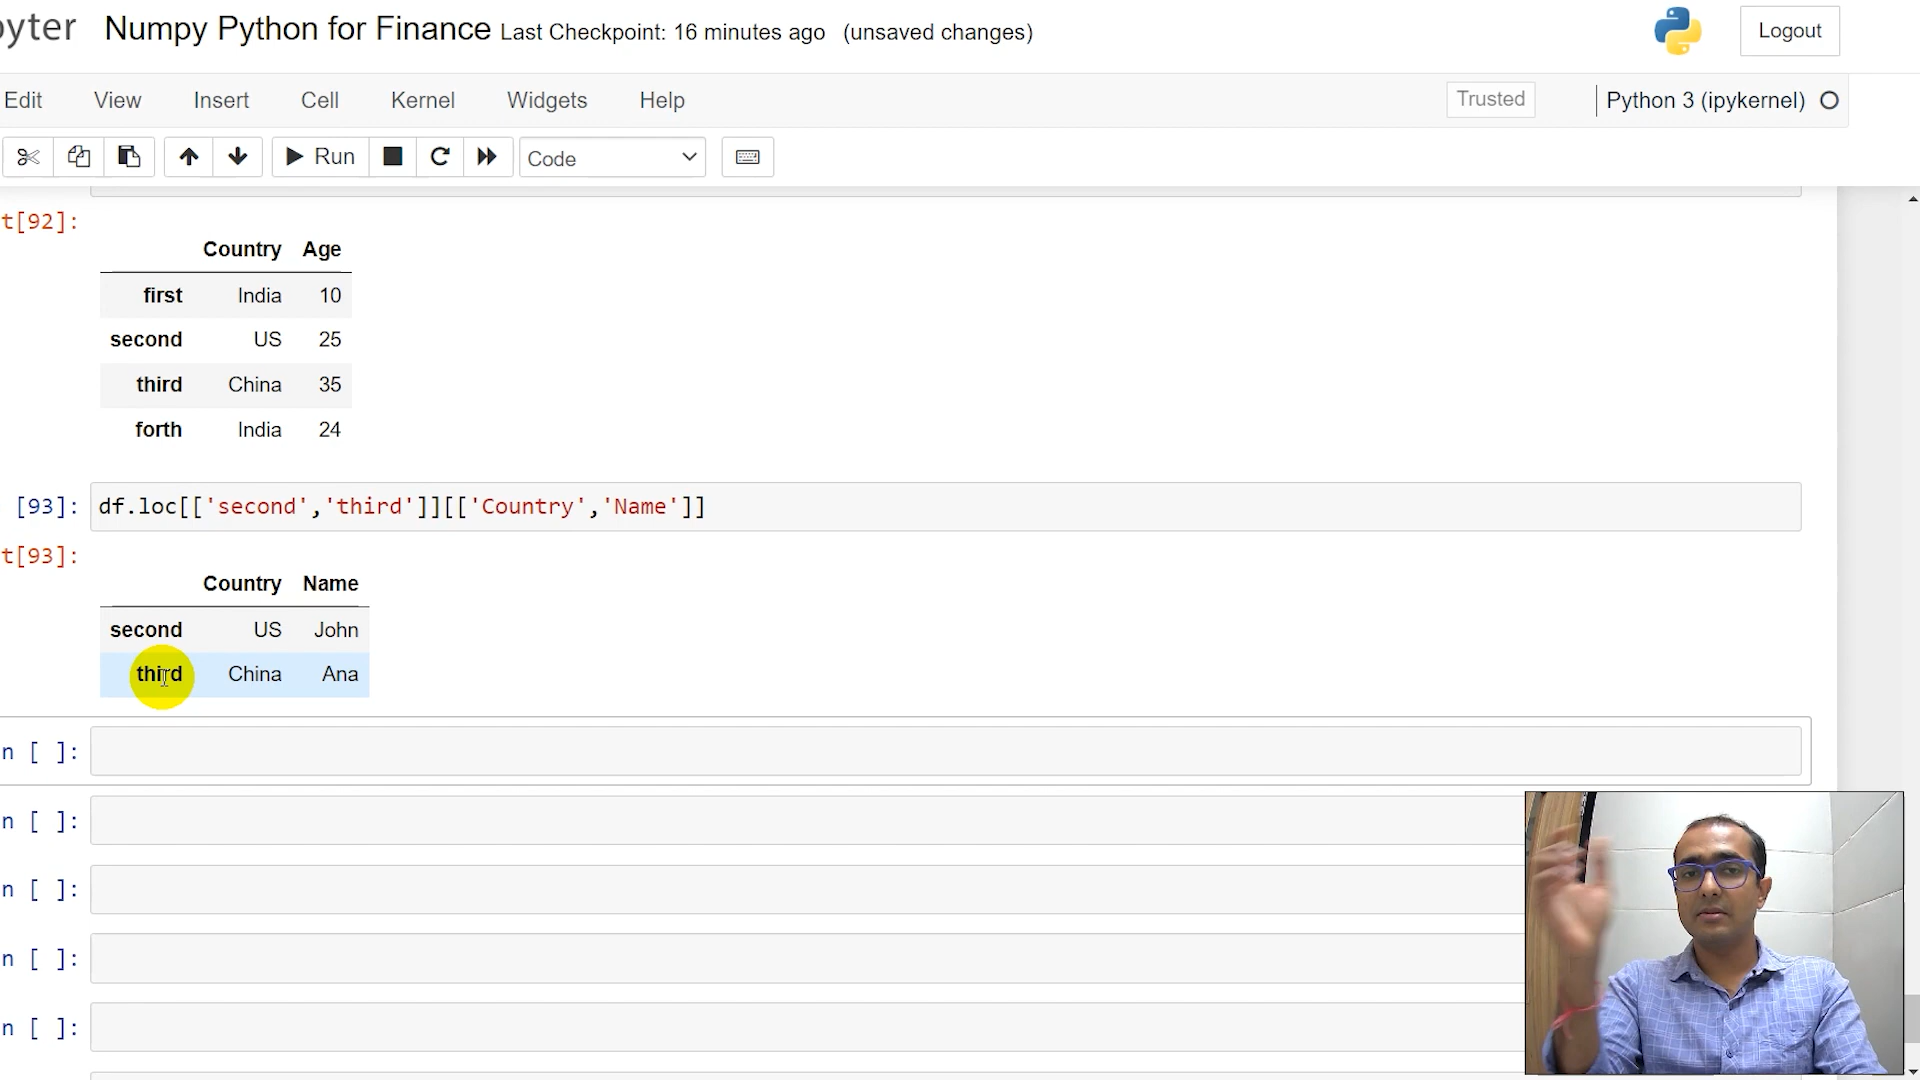 pyter Numpy Python for Finance Last Checkpoint: 16 minutes ago (unsaved changes) Logout
Edit View Insert Cell Kernel Widgets Help Trusted Python 3 (ipykernel)
Run Code
t[92]:
Country Age
first India 10
second US 25
third China 35
forth India 24
[93]: df.loc[['second','third']][['Country','Name']]
t[93]:
Country Name
second US John
third China Ana
n [ ]:
n [ ]:
n [ ]:
n [ ]:
n [ ]: